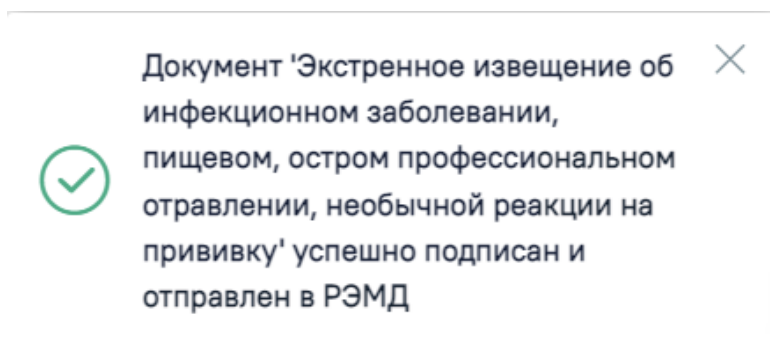 Документ 'Экстренное извещение об
инфекционном заболевании,
пищевом, остром профессиональном
отравлении, необычной реакции на
прививку' успешно подписан и
отправлен в РЭМД